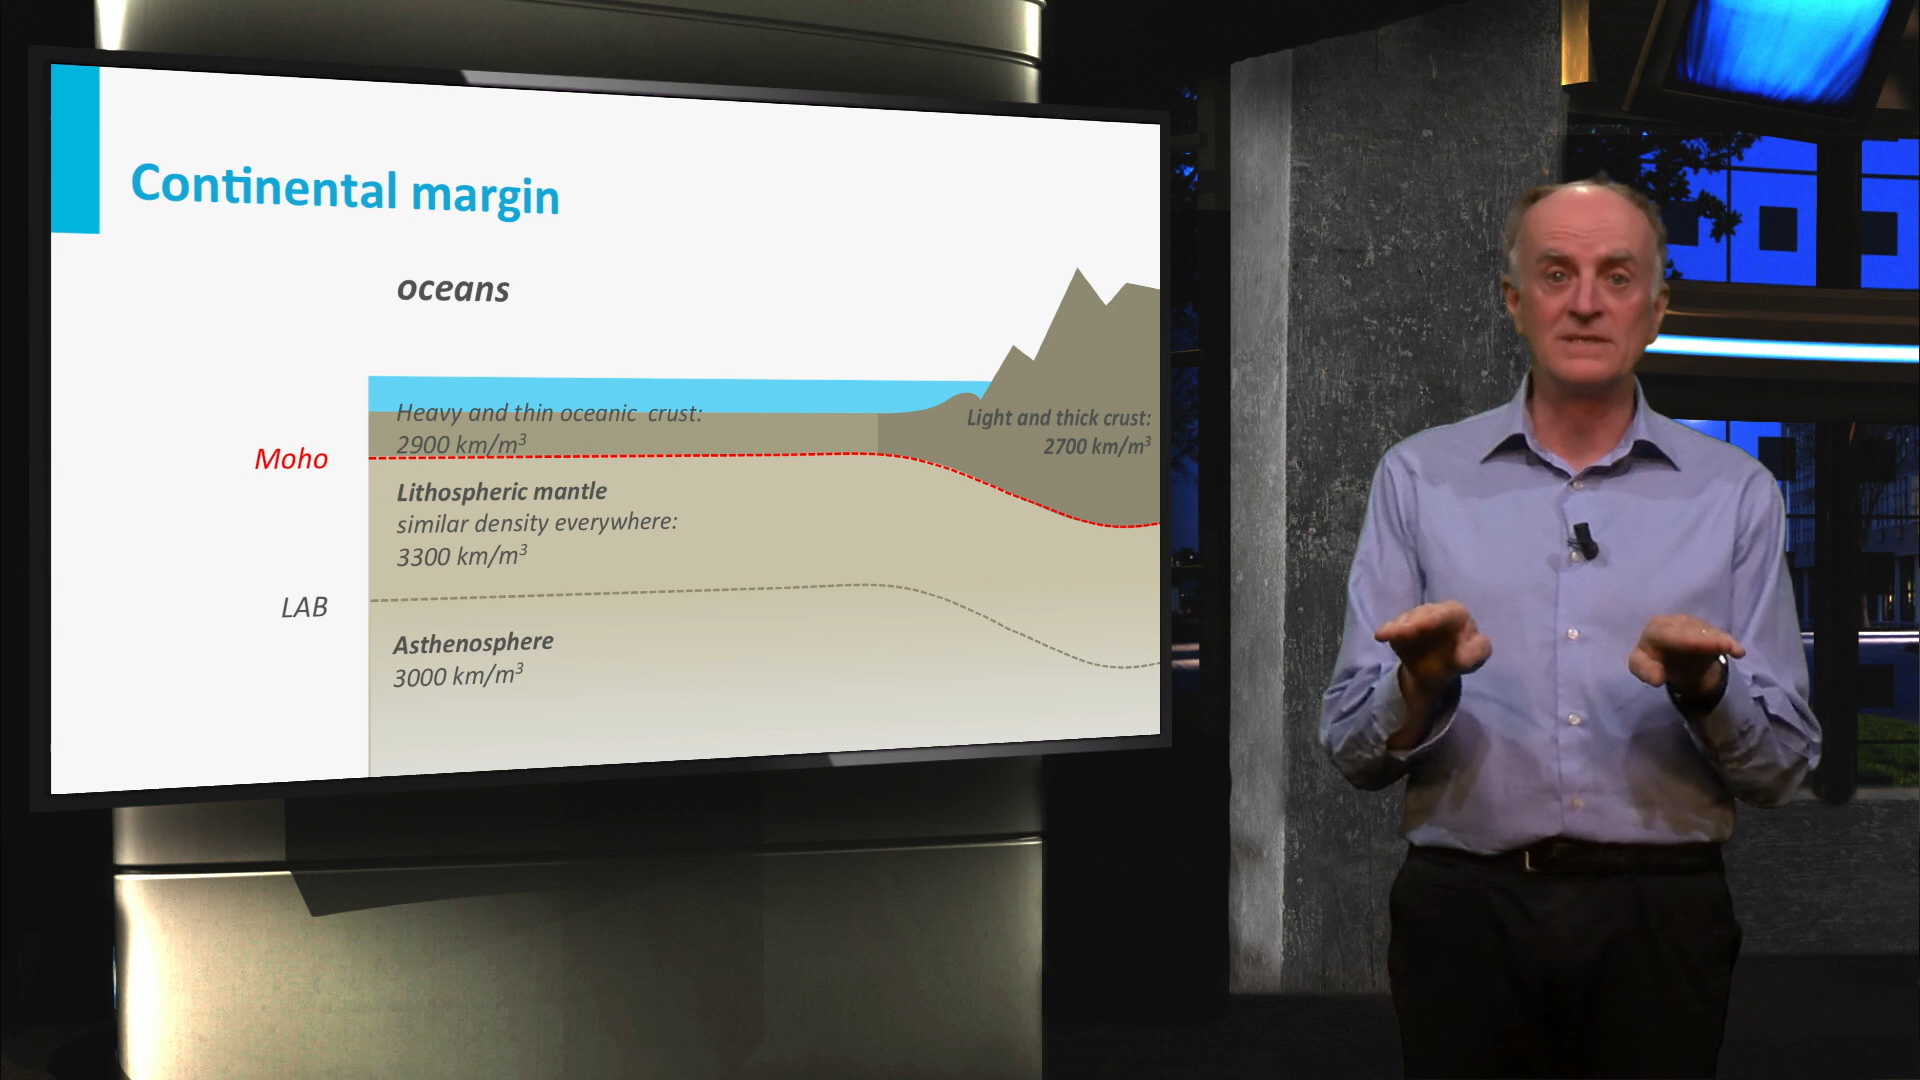 Continental margin
oceans
Heavy and thin oceanic crust:
2900 km/m³
Light and thick crust:
2700 km/m³
Moho
Lithospheric mantle
similar density everywhere:
3300 km/m³
LAB
Asthenosphere
3000 km/m³